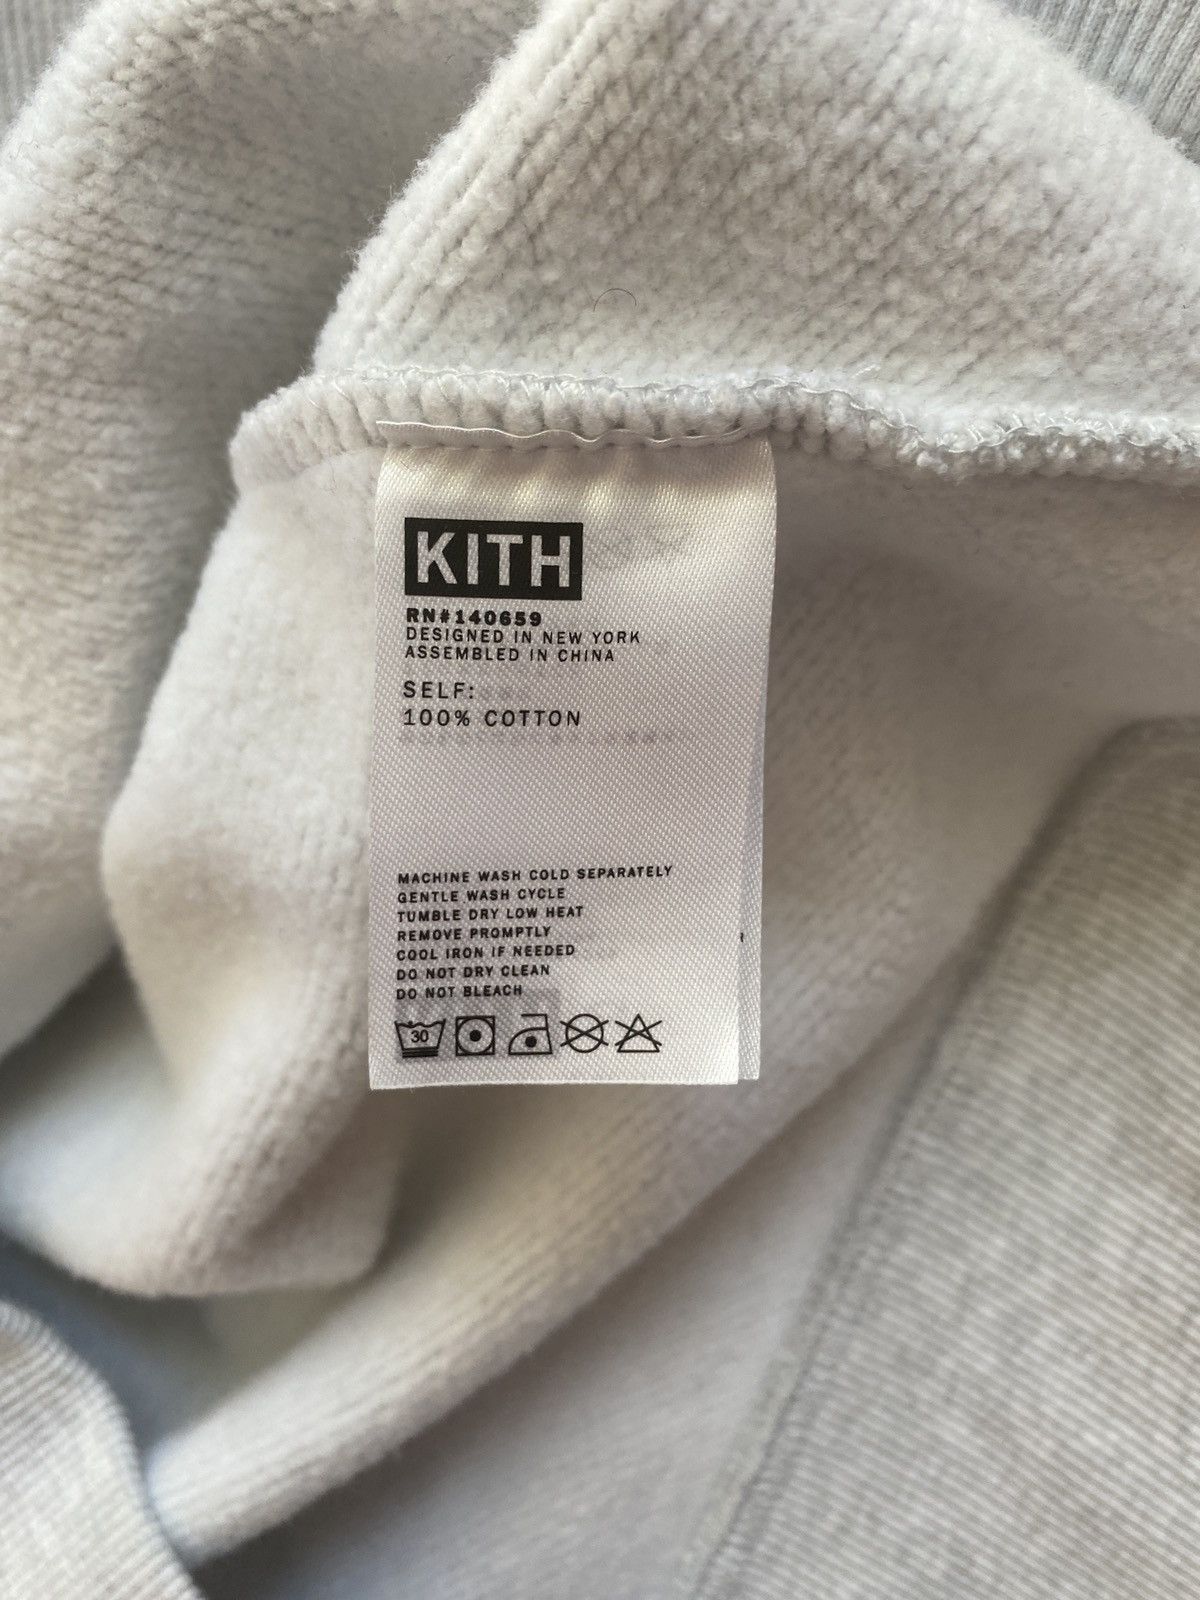 KITH
RN#140659
DESIGNED IN NEW YORK
ASSEMBLED IN CHINA
SELF:
100% COTTON
MACHINE WASH COLD SEPARATELY
GENTLE WASH CYCLE
TUMBLE DRY LOW HEAT
REMOVE PROMPTLY
COOL IRON IF NEEDED
DO NOT DRY CLEAN
DO NOT BLEACH
30